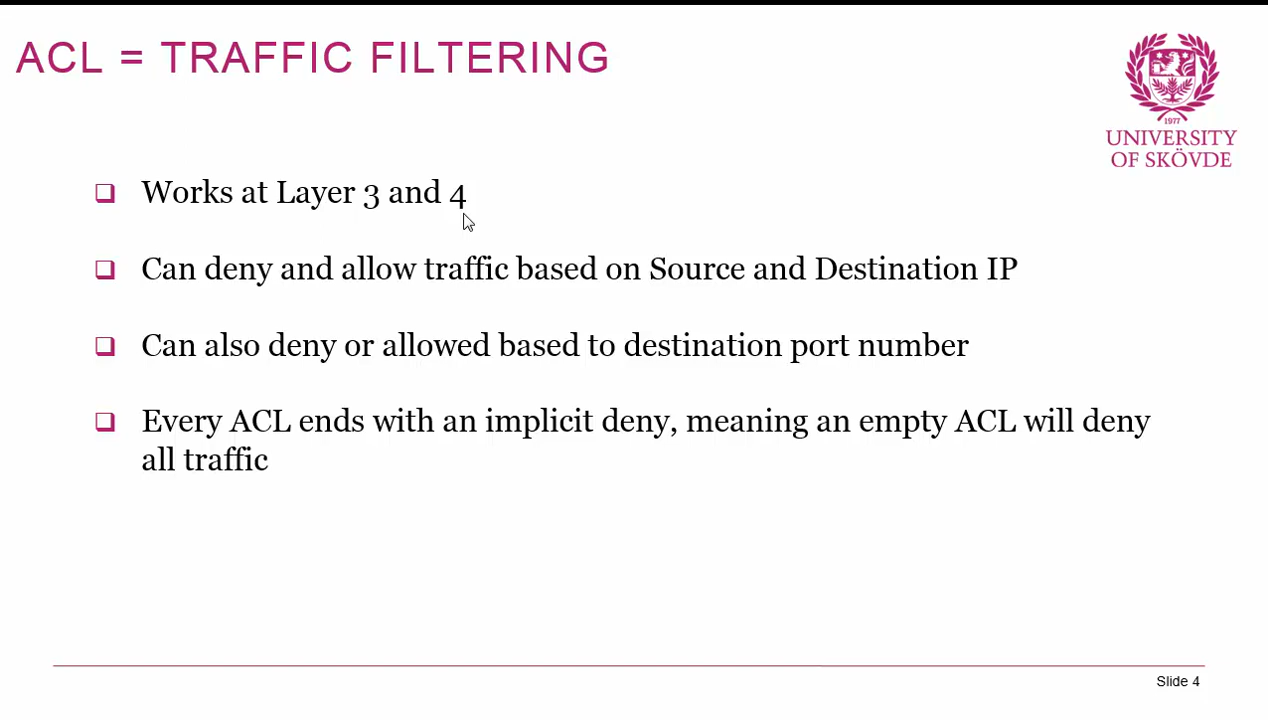 ACL = TRAFFIC FILTERING
1977
UNIVERSITY
OF SKÖVDE
Works at Layer 3 and 4
Can deny and allow traffic based on Source and Destination IP
Can also deny or allowed based to destination port number
Every ACL ends with an implicit deny, meaning an empty ACL will deny
all traffic
Slide 4